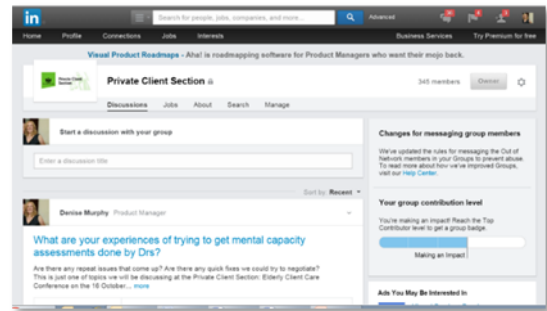 in
Search for people, jobs, companies, and more...
Advanced
Home Profile Connections Jobs Interests
Business Services Try Premium for free
Visual Product Roadmaps - Aha! is roadmapping software for Product Managers who want their mojo back.
Private Client Section
Private Client Section
345 members
Owner
Discussions Jobs About Search Manage
Start a discussion with your group
Enter a discussion title
Sort by: Recent
Denise Murphy Product Manager
What are your experiences of trying to get mental capacity
assessments done by Drs?
Are there any repeat issues that come up? Are there any quick fixes we could try to negotiate?
This is just one of topics we will be discussing at the Private Client Section: Elderly Client Care
Conference on the 16 October... more
Changes for messaging
group members
We've updated the rules for messaging the Out of
Network members in your Groups to prevent abuse.
To read more about how we've improved Groups,
visit our Help Center.
Your group contribution level
You're making an impact! Reach the Top
Contributor level to get a group badge.
Making an Impact
Ads You May Be Interested In